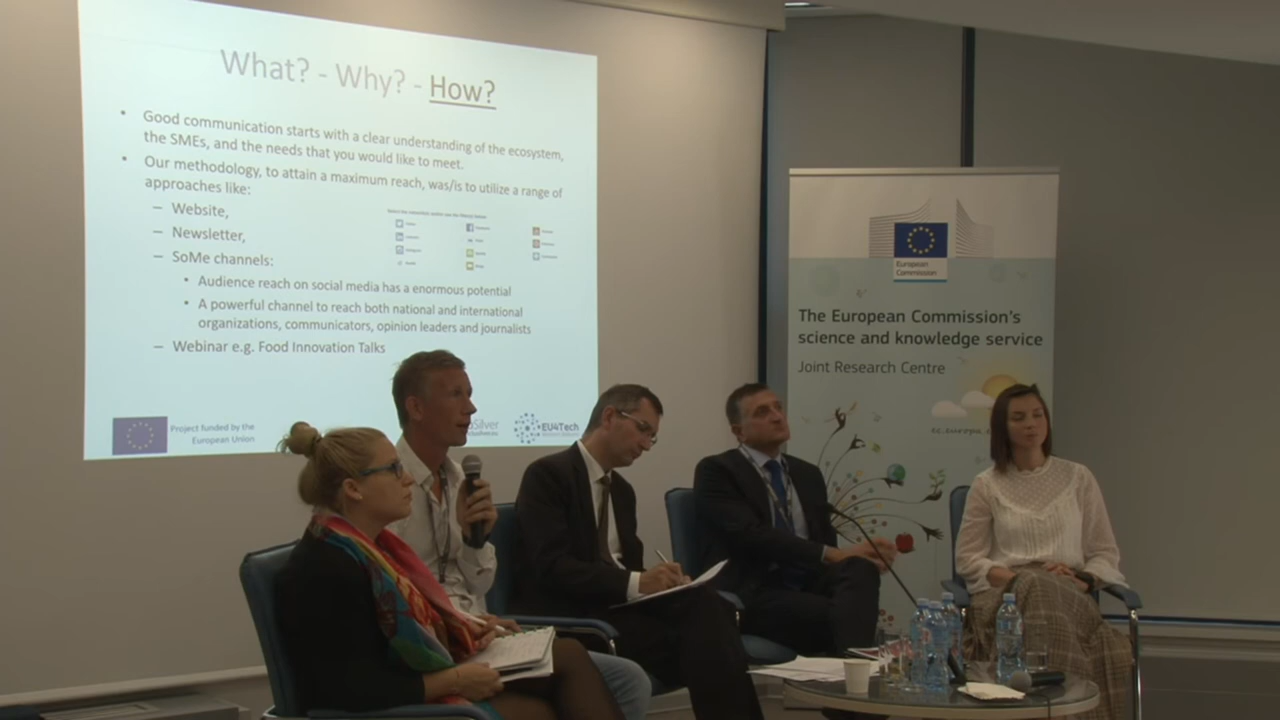 What? - Why? - How?
• Good communication starts with a clear understanding of the ecosystem,
the SMEs, and the needs that you would like to meet.
• Our methodology, to attain a maximum reach, was/is to utilize a range of
approaches like:
– Website,
– Newsletter,
– SoMe channels:
• Audience reach on social media has a enormous potential
• A powerful channel to reach both national and international
organizations, communicators, opinion leaders and journalists
– Webinar e.g. Food Innovation Talks
Project funded by the
European Union
Silver
EU4Tech
European
Commission
The European Commission's
science and knowledge service
Joint Research Centre
ec.europa